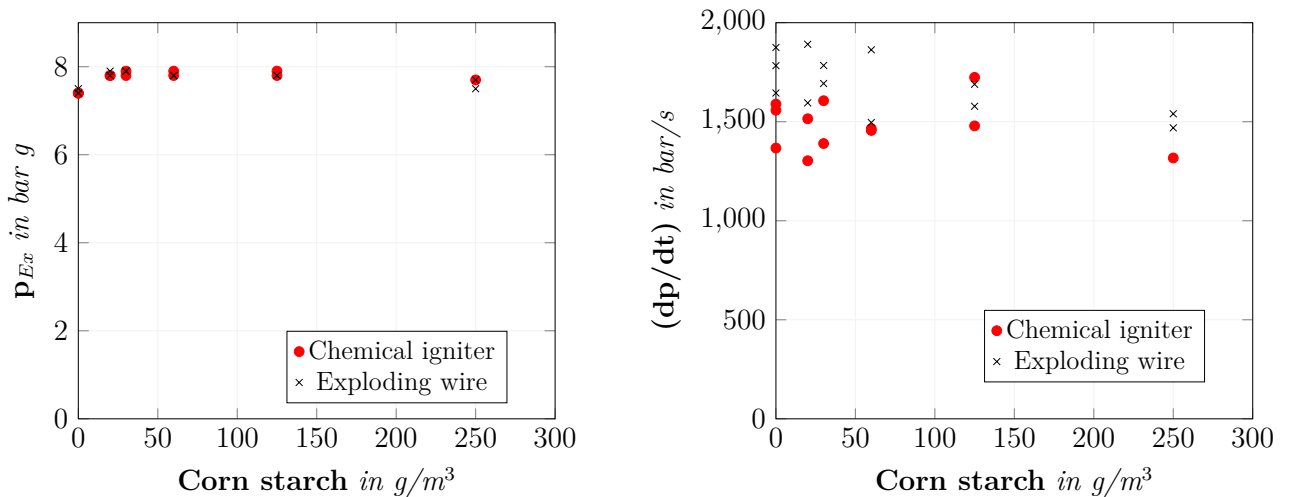 8
6
4
2
0
0 50 100 150 200 250 300
p_Ex in bar g
Corn starch in g/m³
Chemical igniter
Exploding wire
2,000
1,500
1,000
500
0
0 50 100 150 200 250 300
(dp/dt) in bar/s
Corn starch in g/m³
Chemical igniter
Exploding wire